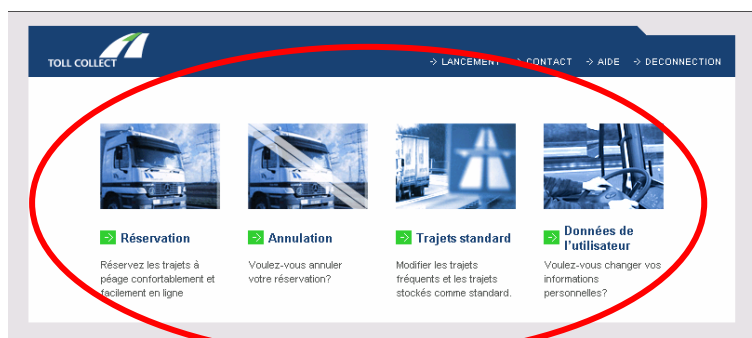 TOLL COLLECT
→ LANCEMENT → CONTACT → AIDE → DECONNECTION
Réservation
Annulation
Trajets standard
Données de
l'utilisateur
Réservez les trajets à
péage confortablement et
facilement en ligne
Voulez-vous annuler
votre réservation?
Modifier les trajets
fréquents et les trajets
stockés comme standard.
Voulez-vous changer vos
informations
personnelles?